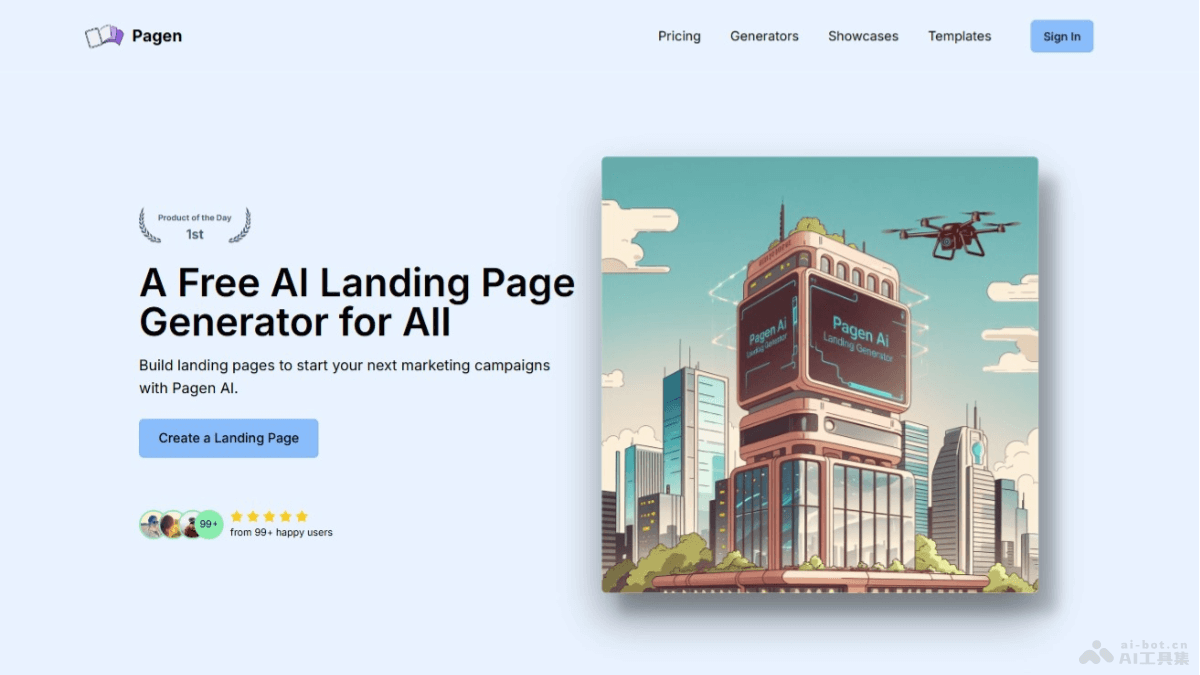 Pagen
Pricing
Generators
Showcases
Templates
Sign In
Product of the Day
1st
A Free AI Landing Page
Generator for All
Build landing pages to start your next marketing campaigns
with Pagen AI.
Create a Landing Page
99+
from 99+ happy users
Pagen Ai
Landing Generator
Pagen Ai
Landing Generator
ai-bot.cn
AI工具集